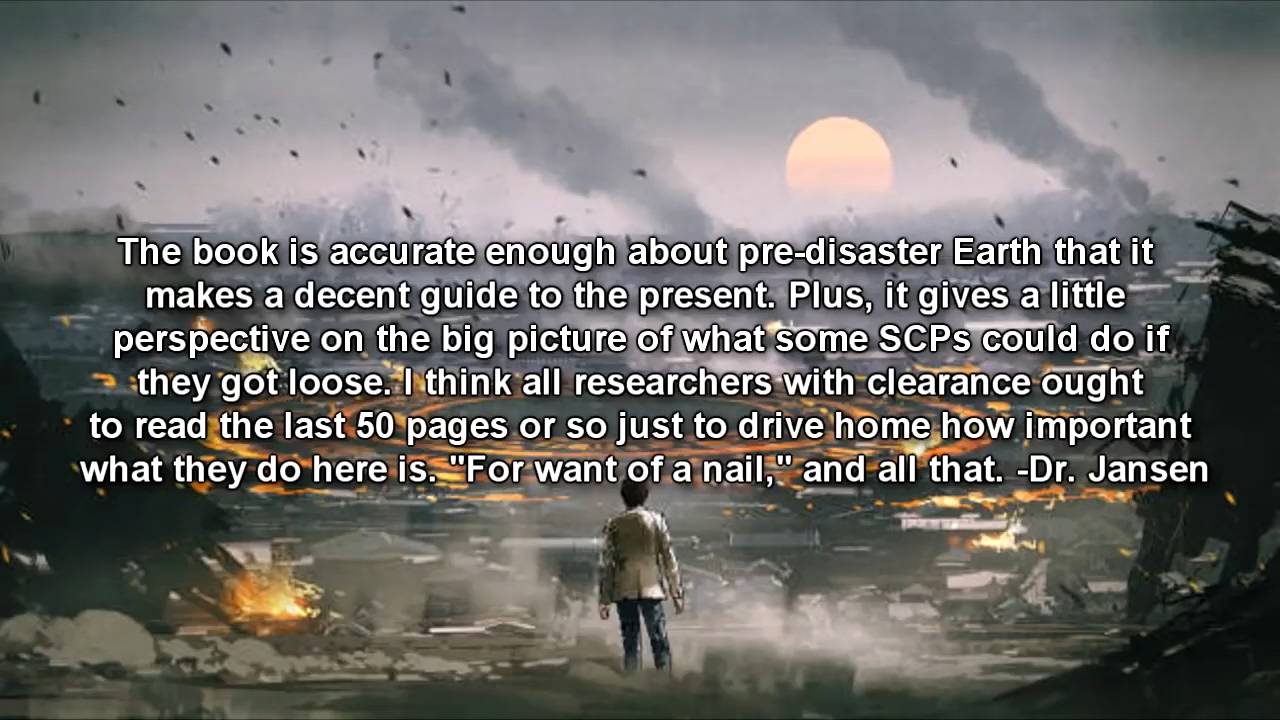 The book is accurate enough about pre-disaster Earth that it
makes a decent guide to the present. Plus, it gives a little
perspective on the big picture of what some SCPs could do if
they got loose. I think all researchers with clearance ought
to read the last 50 pages or so just to drive home how important
what they do here is. "For want of a nail," and all that. -Dr. Jansen